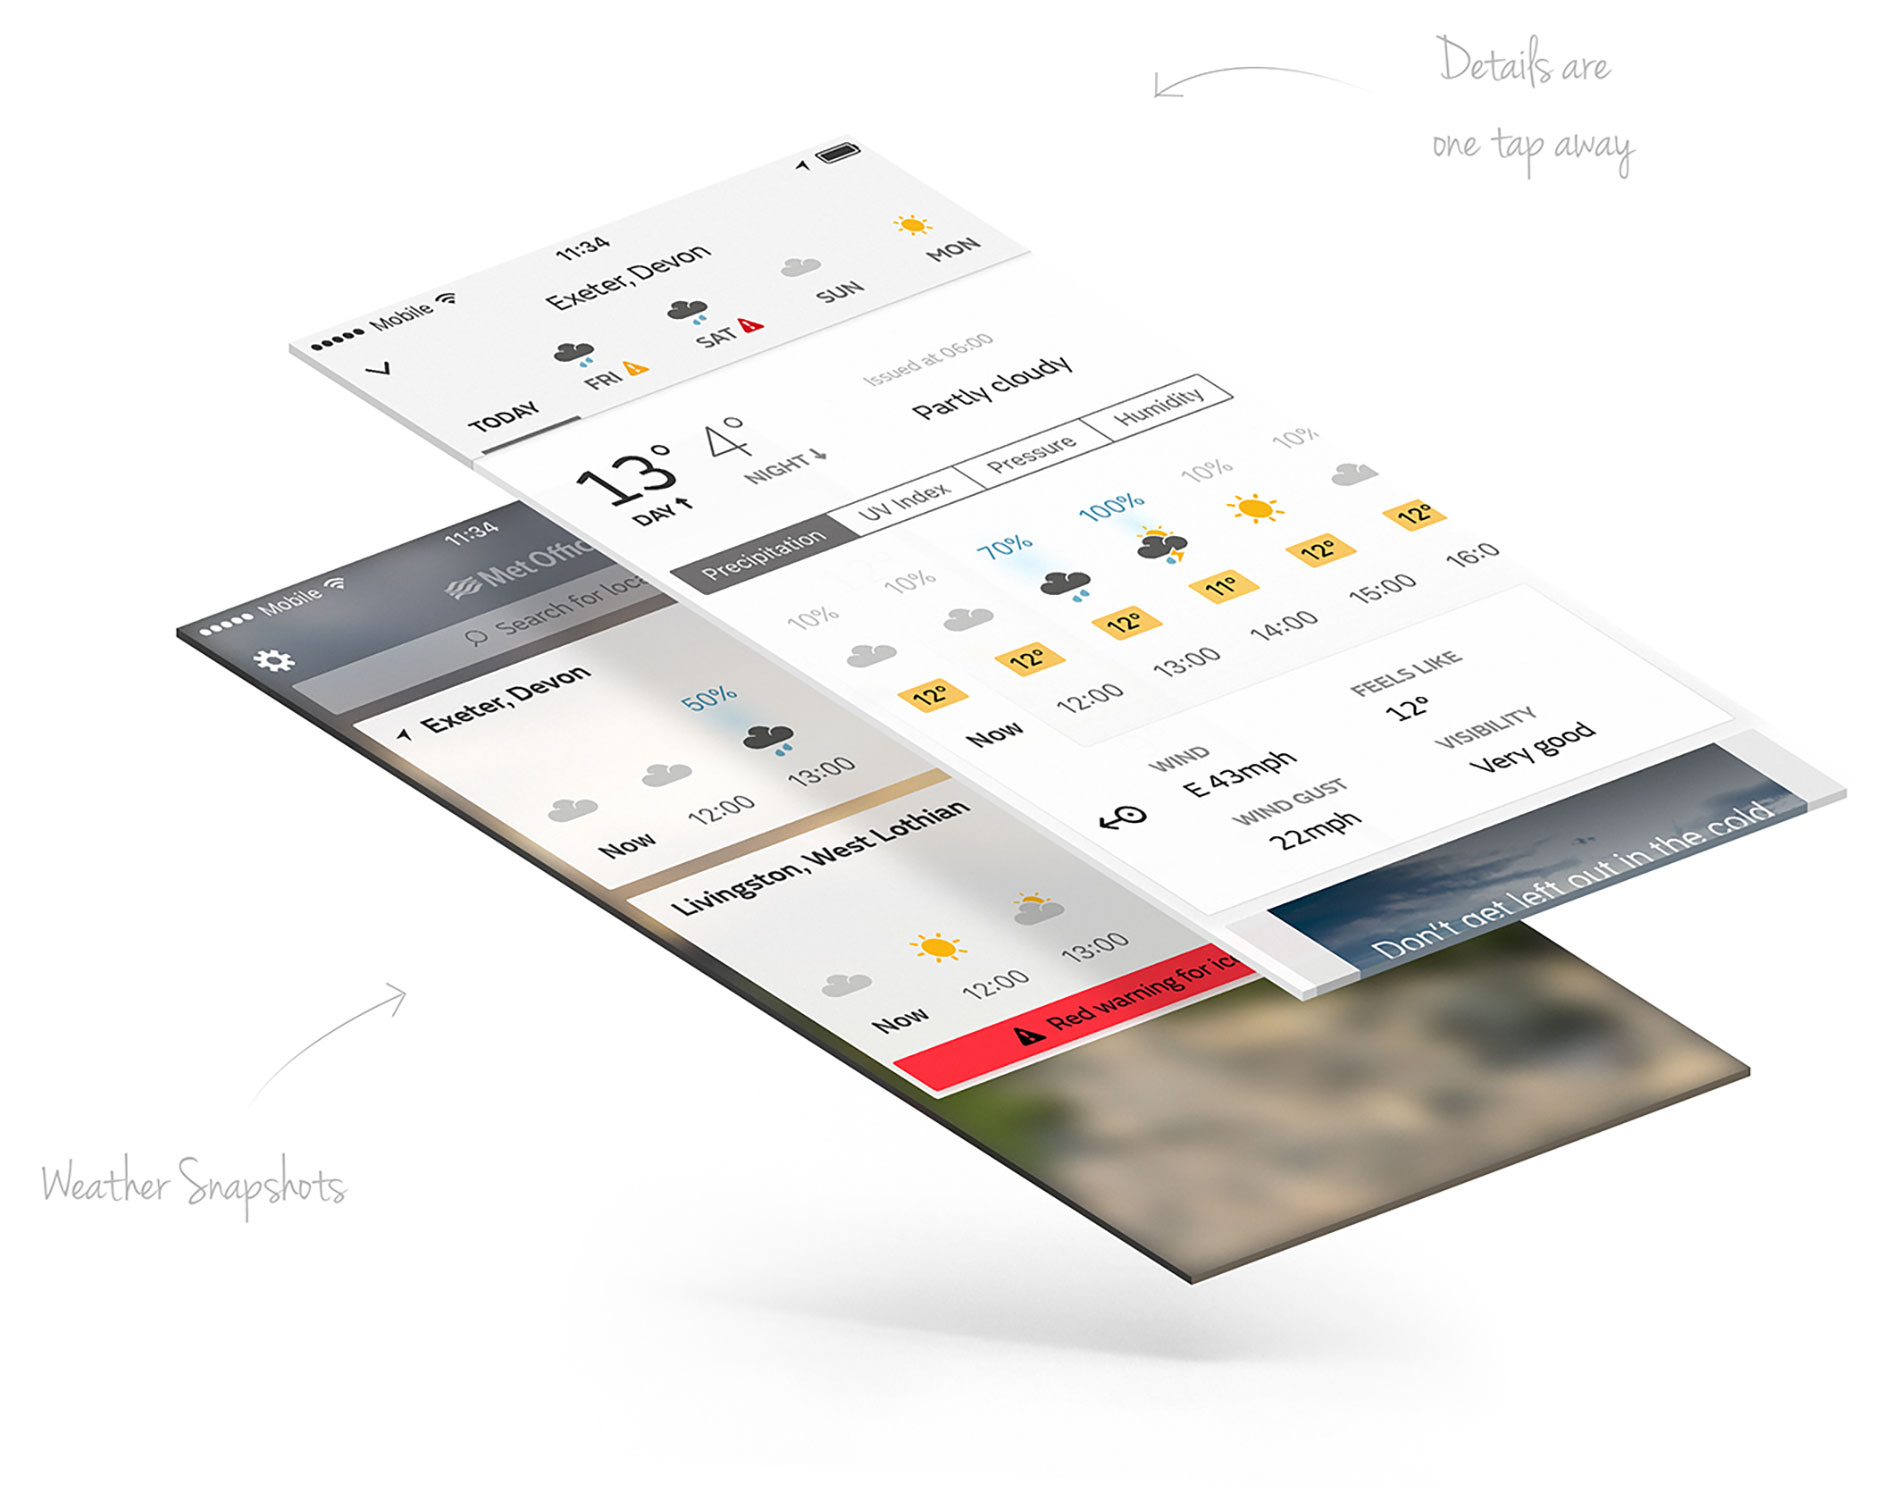 Details are
one tap away
Mobile
11:34
Exeter, Devon
TODAY
FRI
SAT
SUN
MON
13° 4°
DAY NIGHT
Issued at 06:00
Partly cloudy
Precipitation UV Index Pressure Humidity
10% 10% 70% 100% 10% 10%
12° 12° 12° 11° 12° 12°
Now 12:00 13:00 14:00 15:00 16:0
WIND
E 43mph
WIND GUST
22mph
FEELS LIKE
12°
VISIBILITY
Very good
Don't get left out in the cold
Mobile
11:34
Met Offic
Search for loca
Exeter, Devon
50%
Now 12:00 13:00
Livingston, West Lothian
Now 12:00 13:00
Red warning for ice
Weather Snapshots